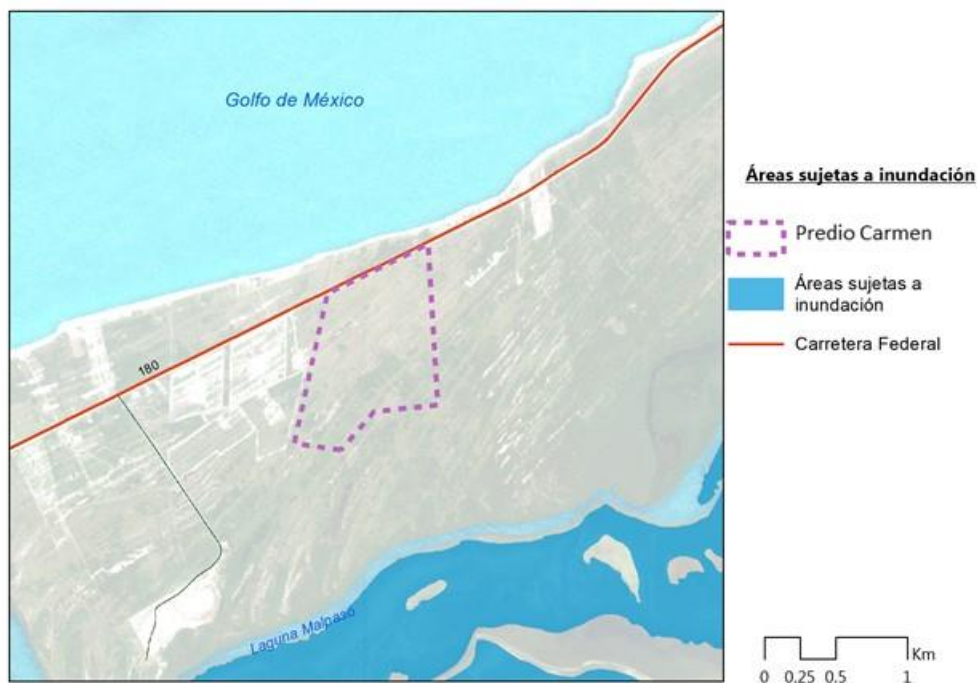 Golfo de México
180
Laguna Malpaso
Áreas sujetas a inundación
Predio Carmen
Áreas sujetas a
inundación
Carretera Federal
Km
0 0.25 0.5 1